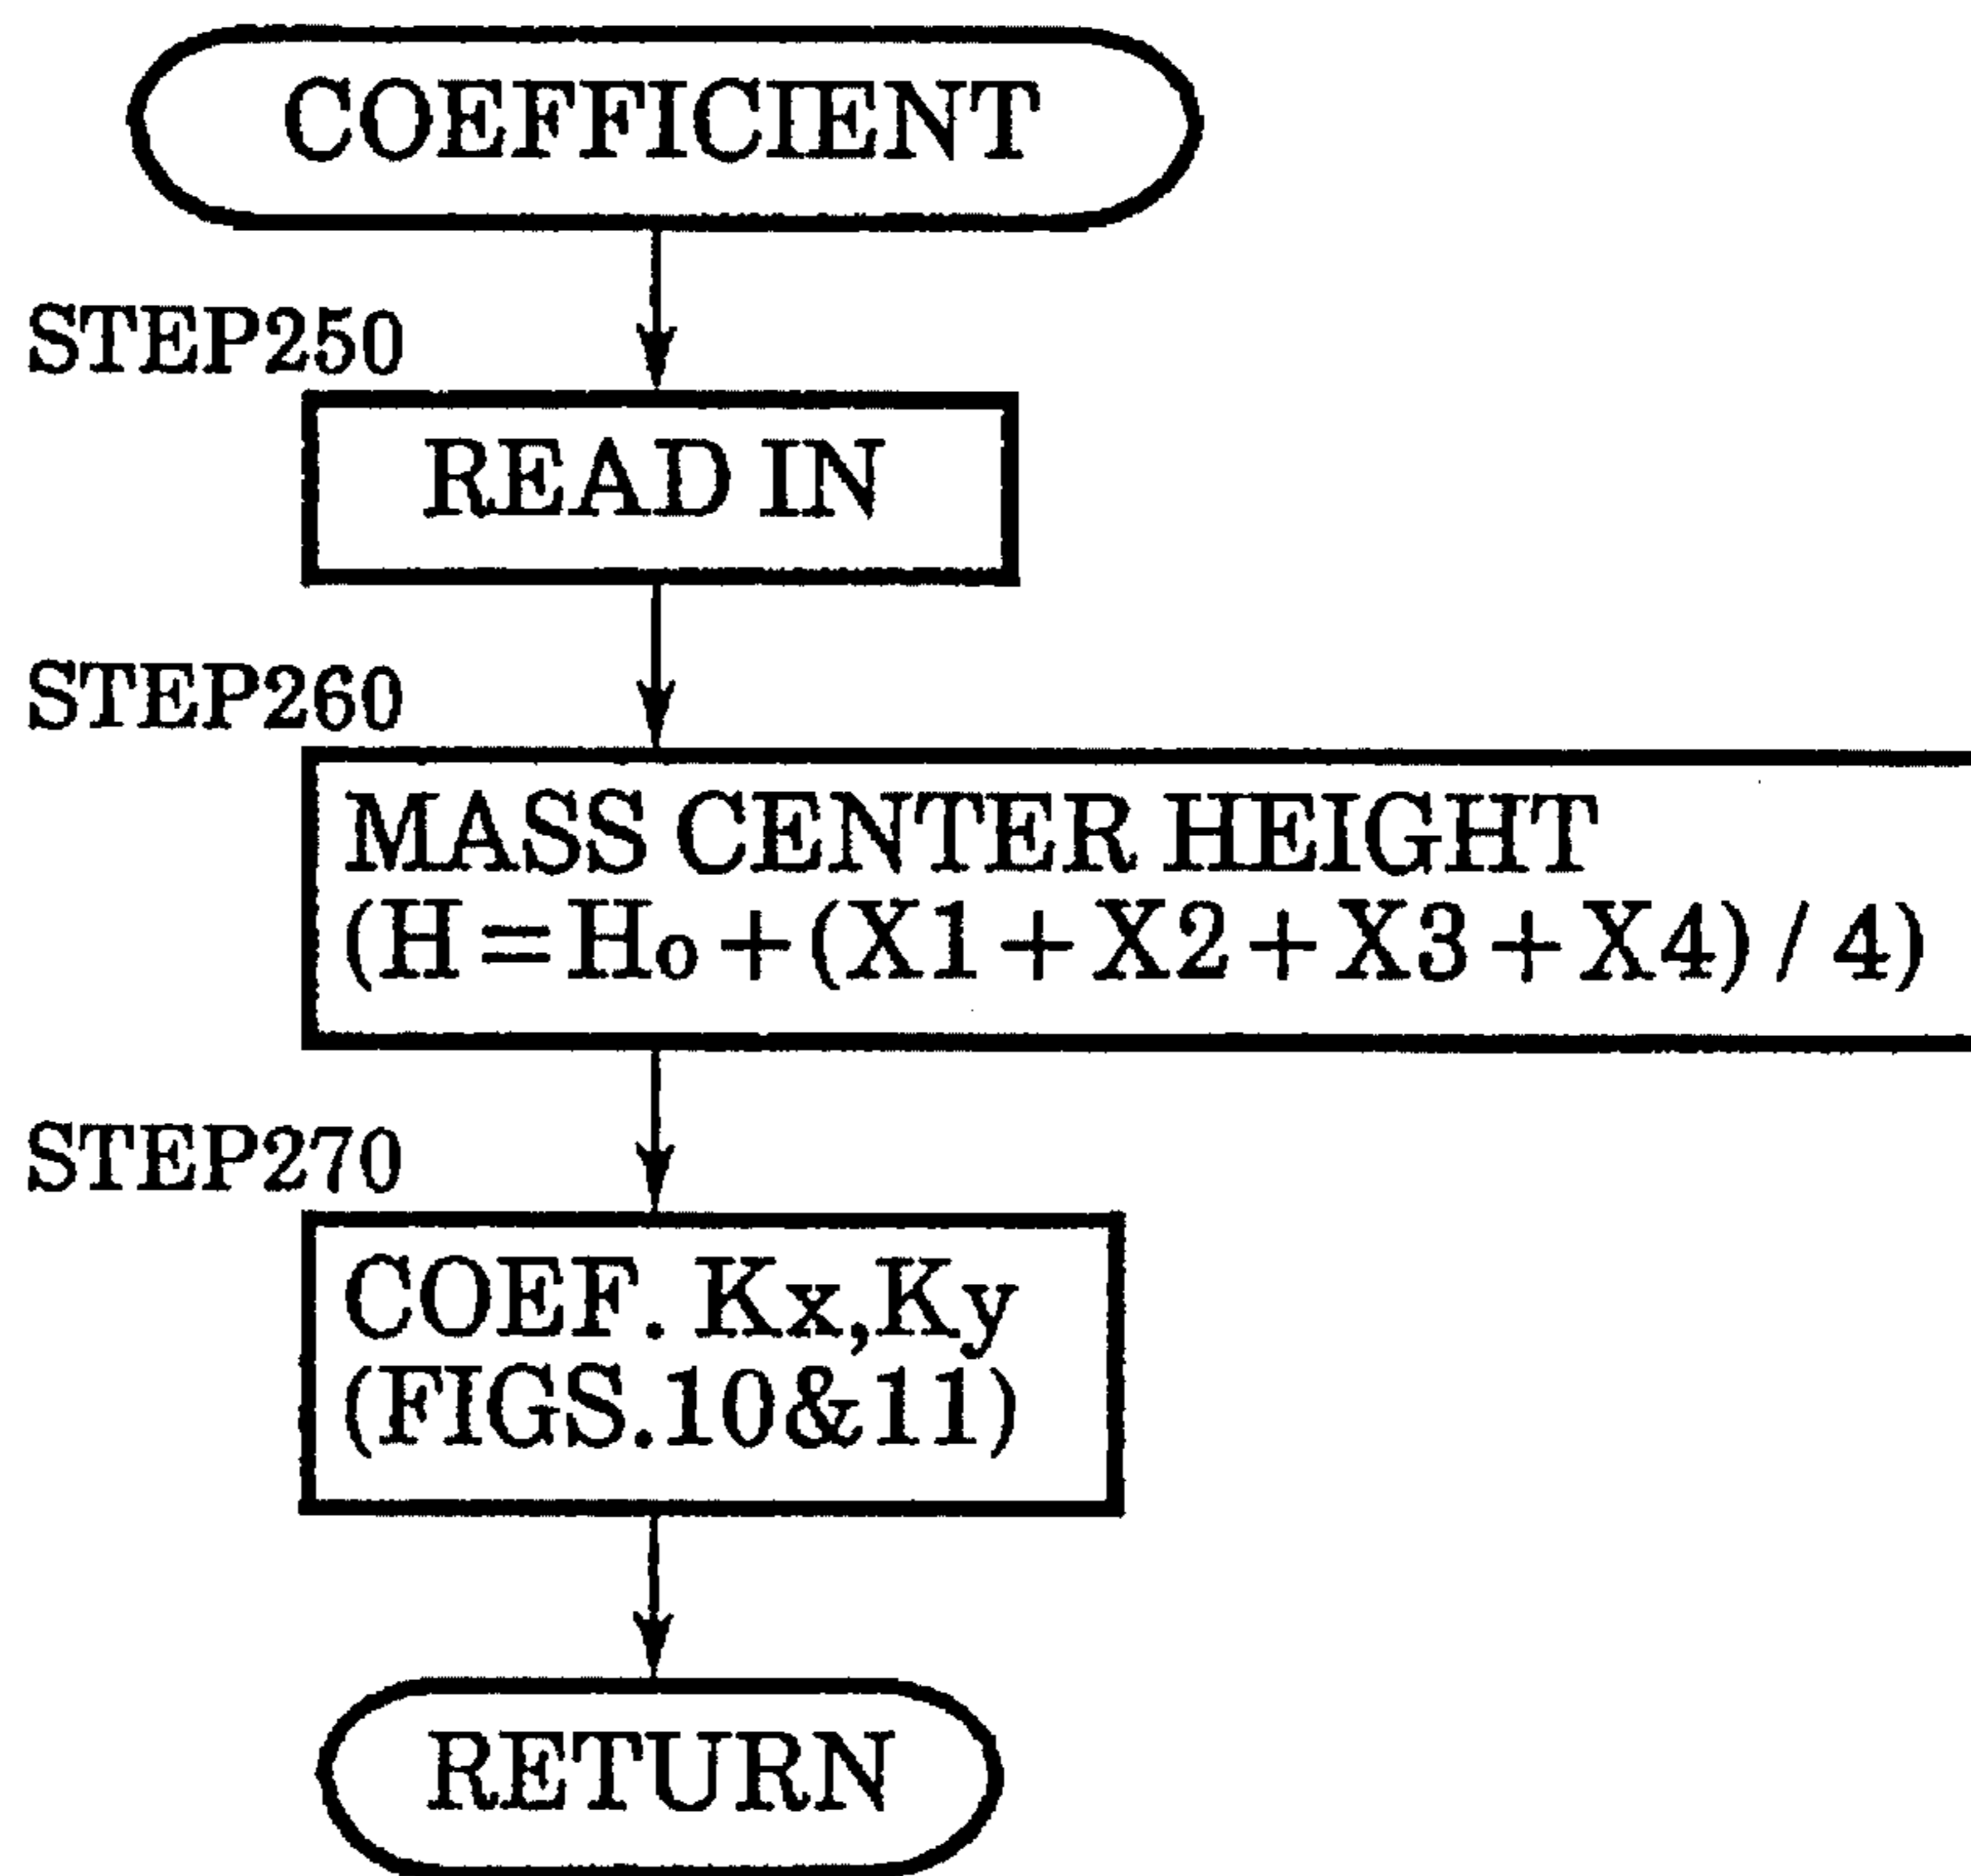 COEFFICIENT
STEP250
READ IN
STEP260
MASS CENTER HEIGHT
(H=H₀+(X1+X2+X3+X4)/4)
STEP270
COEF. Kx,Ky
(FIGS.10&11)
RETURN